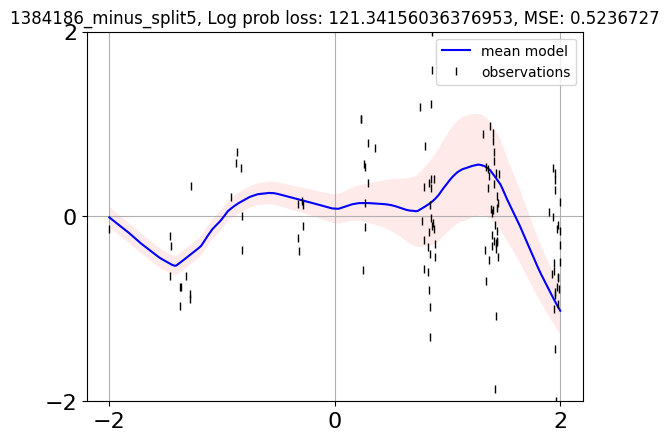 1384186_minus_split5, Log prob loss: 121.34156036376953, MSE: 0.5236727
2
mean model
observations
0
−2
−2
0
2